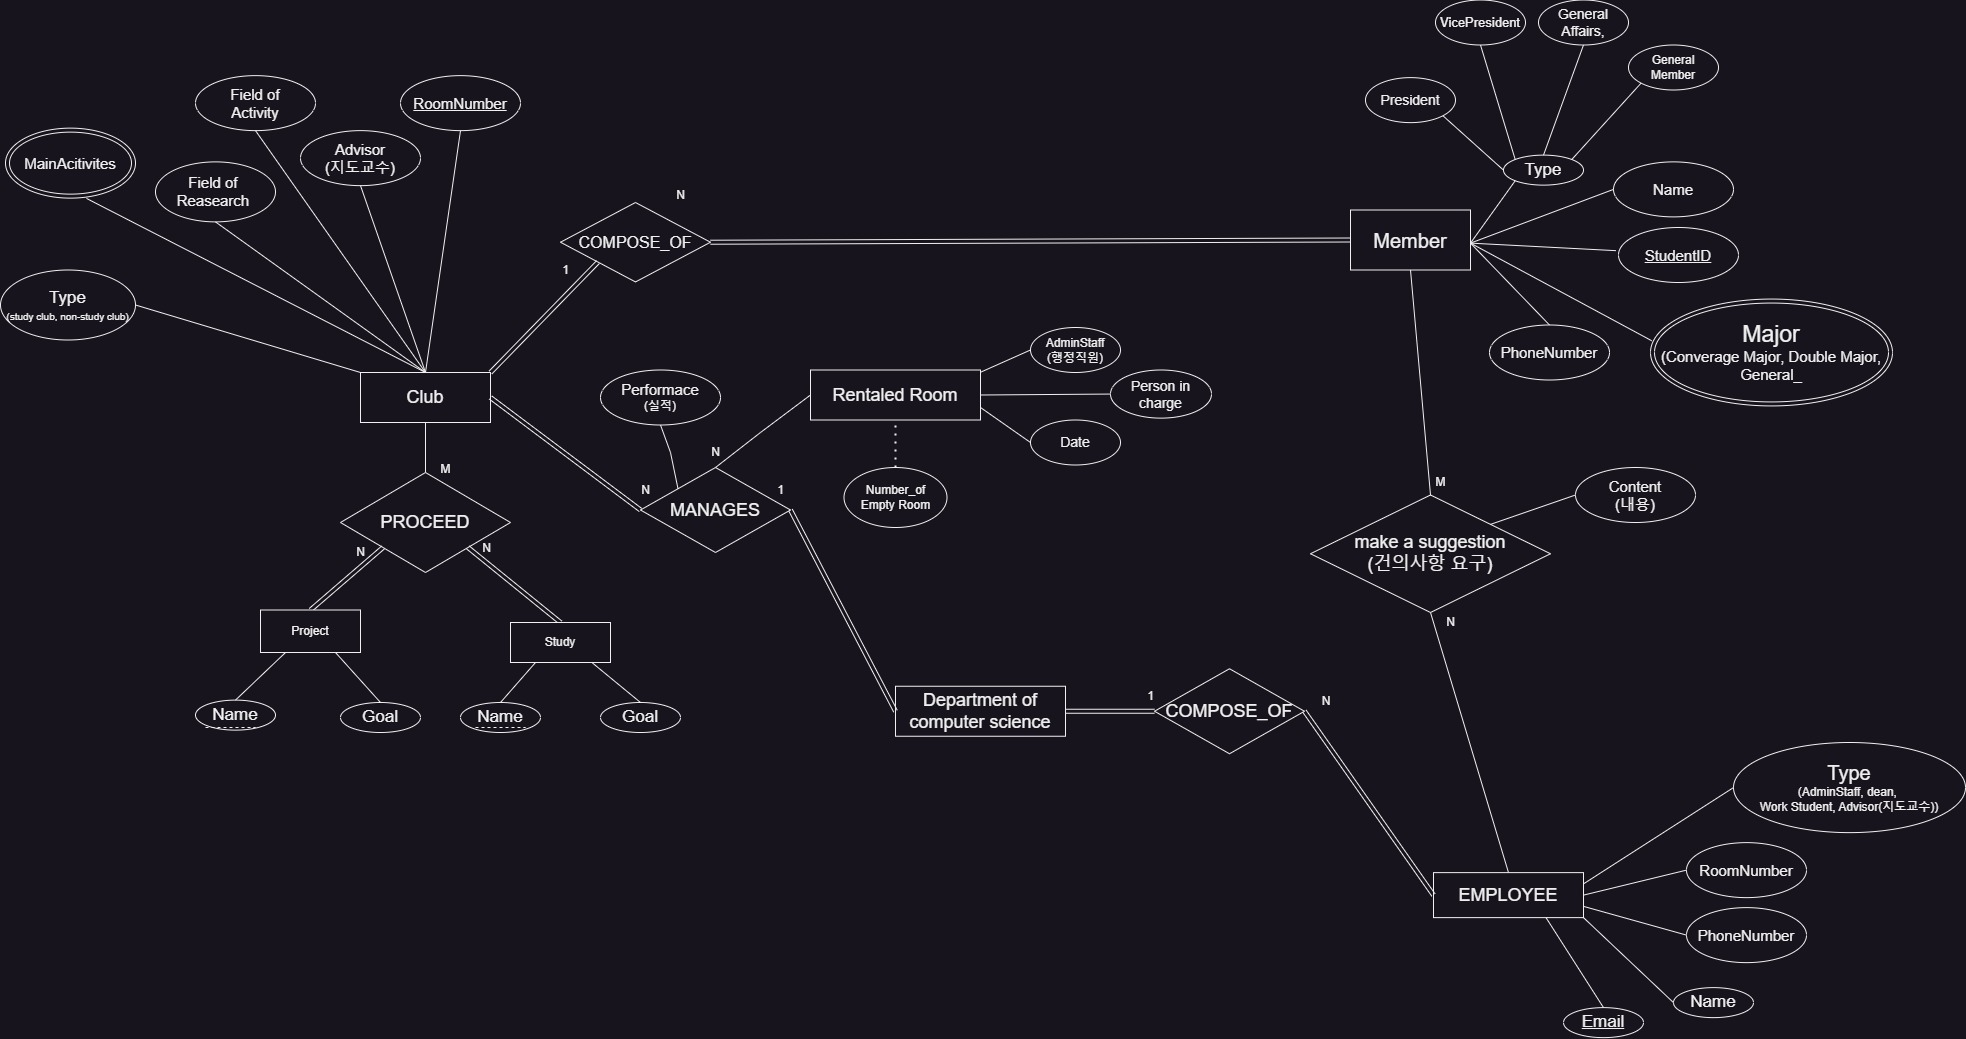 VicePresident
General
Affairs,
General
Member
President
Type
Name
StudentID
Major
(Converage Major, Double Major,
General_
PhoneNumber
Member
Field of
Activity
RoomNumber
MainAcitivites
Advisor
(지도교수)
Field of
Reasearch
Type
(study club, non-study club)
N
COMPOSE_OF
1
Club
Performace
(실적)
Rentaled Room
AdminStaff
(행정직원)
Person in
charge
Date
Number_of
Empty Room
N
N
1
MANAGES
M
PROCEED
N
N
Project
Study
Name
Goal
Name
Goal
M
Content
(내용)
make a suggestion
(건의사항 요구)
N
Department of
computer science
1
COMPOSE_OF
N
EMPLOYEE
Type
(AdminStaff, dean,
Work Student, Advisor(지도교수))
RoomNumber
PhoneNumber
Name
Email